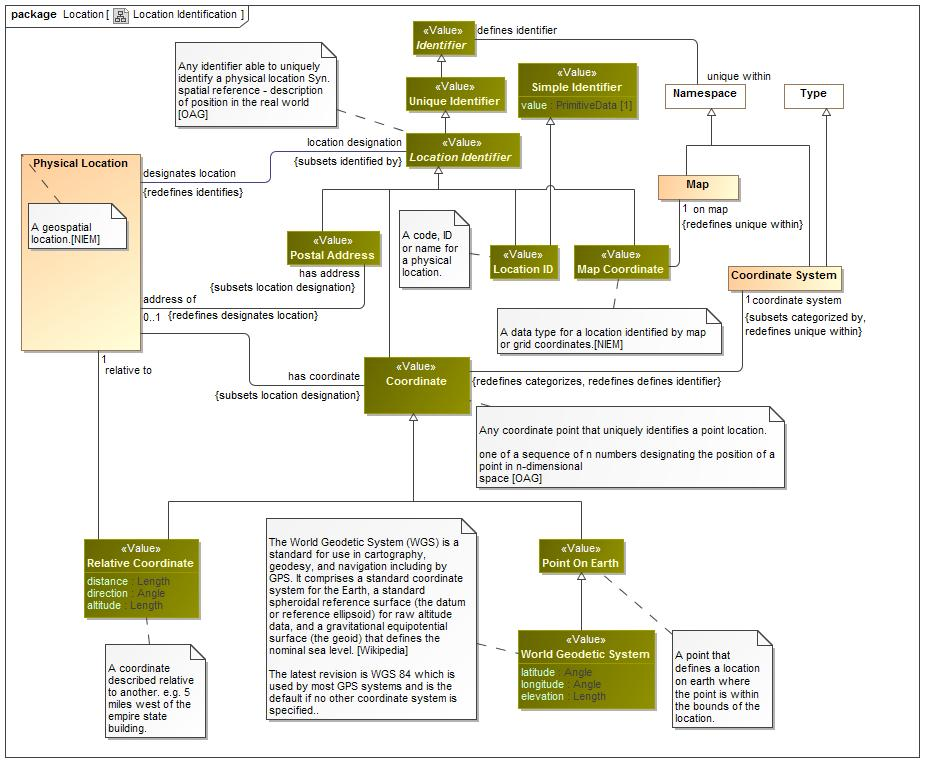 package Location [ Location Identification ]
«Value»
Identifier
defines identifier
Any identifier able to uniquely
identify a physical location Syn.
spatial reference - description
of position in the real world
[OAG]
«Value»
Unique Identifier
«Value»
Simple Identifier
value : PrimitiveData [1]
unique within
Namespace
Type
location designation
{subsets identified by}
«Value»
Location Identifier
Physical Location
designates location
{redefines identifies}
A geospatial
location.[NIEM]
Map
1 on map
{redefines unique within}
«Value»
Postal Address
has address
{subsets location designation}
A code, ID
or name for
a physical
location.
«Value»
Location ID
«Value»
Map Coordinate
Coordinate System
1 coordinate system
{subsets categorized by,
redefines unique within}
address of
0..1 {redefines designates location}
A data type for a location identified by map
or grid coordinates.[NIEM]
1
relative to
has coordinate
{subsets location designation}
«Value»
Coordinate
{redefines categorizes, redefines defines identifier}
Any coordinate point that uniquely identifies a point location.
one of a sequence of n numbers designating the position of a
point in n-dimensional
space [OAG]
«Value»
Relative Coordinate
distance : Length
direction : Angle
altitude : Length
The World Geodetic System (WGS) is a
standard for use in cartography,
geodesy, and navigation including by
GPS. It comprises a standard coordinate
system for the Earth, a standard
spheroidal reference surface (the datum
or reference ellipsoid) for raw altitude
data, and a gravitational equipotential
surface (the geoid) that defines the
nominal sea level. [Wikipedia]
The latest revision is WGS 84 which is
used by most GPS systems and is the
default if no other coordinate system is
specified..
«Value»
Point On Earth
«Value»
World Geodetic System
latitude : Angle
longitude : Angle
elevation : Length
A coordinate
described relative
to another. e.g. 5
miles west of the
empire state
building.
A point that
defines a location
on earth where
the point is within
the bounds of the
location.